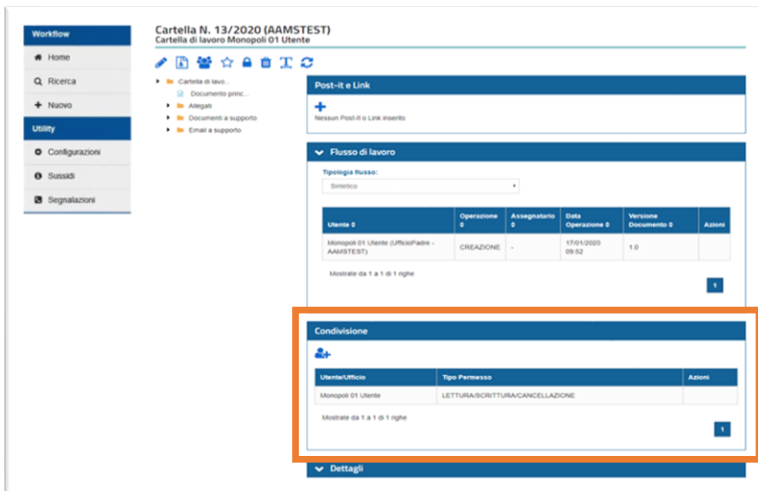 Workflow
Home
Ricerca
Nuovo
Utility
Configurazioni
Sussidi
Segnalazioni
Cartella N. 13/2020 (AAMSTEST)
Cartella di lavoro Monopoli 01 Utente
Cartella di lavo...
Documento princ...
Allegati
Documenti a supporto
Email a supporto
Post-it e Link
Nessun Post-it o Link inserito
Flusso di lavoro
Tipologia flusso:
Sintetico
Utente Operazione Assegnatario Data Operazione Versione Documento Azioni
Monopoli 01 Utente (UfficioPadre - AAMSTEST) CREAZIONE - 17/01/2020 09:52 1.0
Mostrate da 1 a 1 di 1 righe
1
Condivisione
Utente/Ufficio Tipo Permesso Azioni
Monopoli 01 Utente LETTURA/SCRITTURA/CANCELLAZIONE
Mostrate da 1 a 1 di 1 righe
1
Dettagli